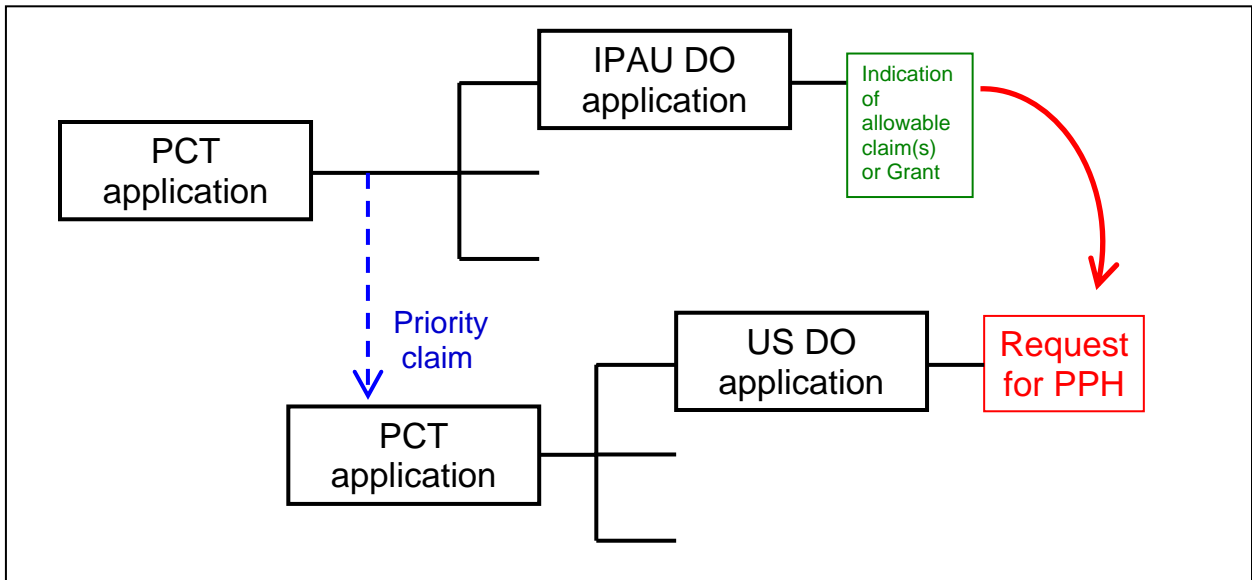 IPAU DO
application
Indication
of
allowable
claim(s)
or Grant
PCT
application
Priority
claim
US DO
application
Request
for PPH
PCT
application